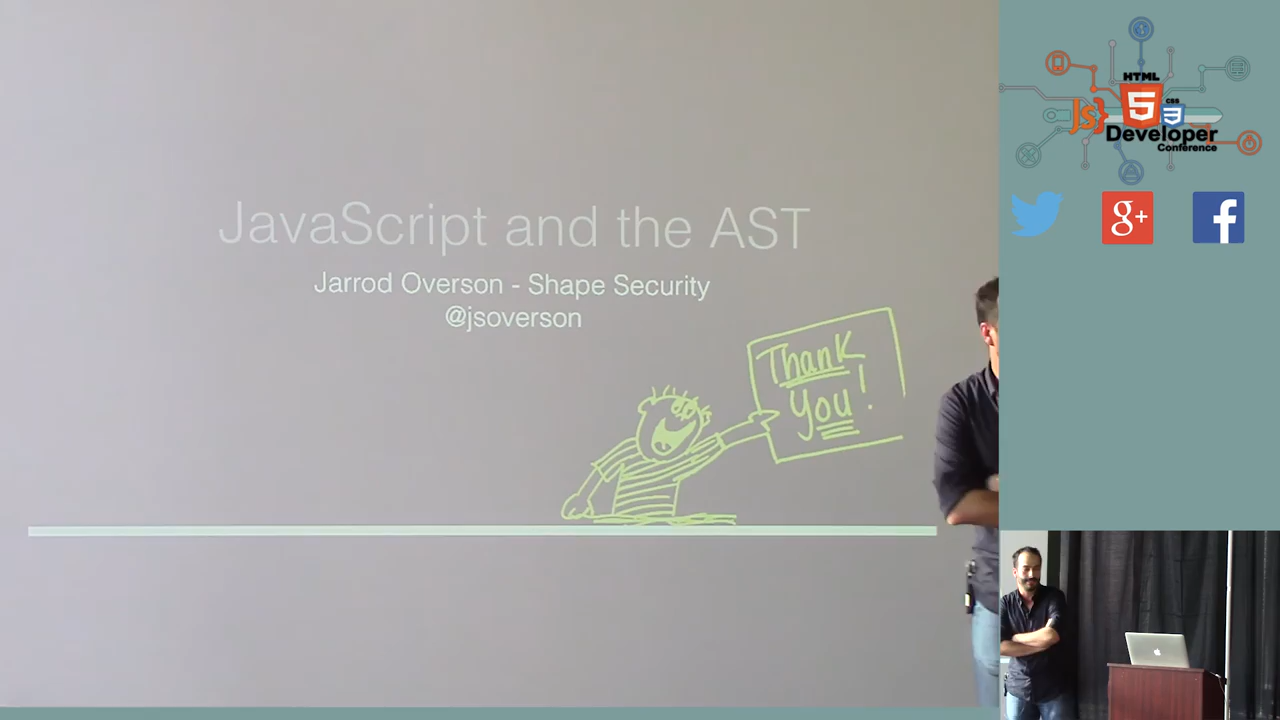 JavaScript and the AST
Jarrod Overson - Shape Security
@jsoverson
Thank
You!
HTML
5
CSS
3
JS}
Developer
Conference
g+
f